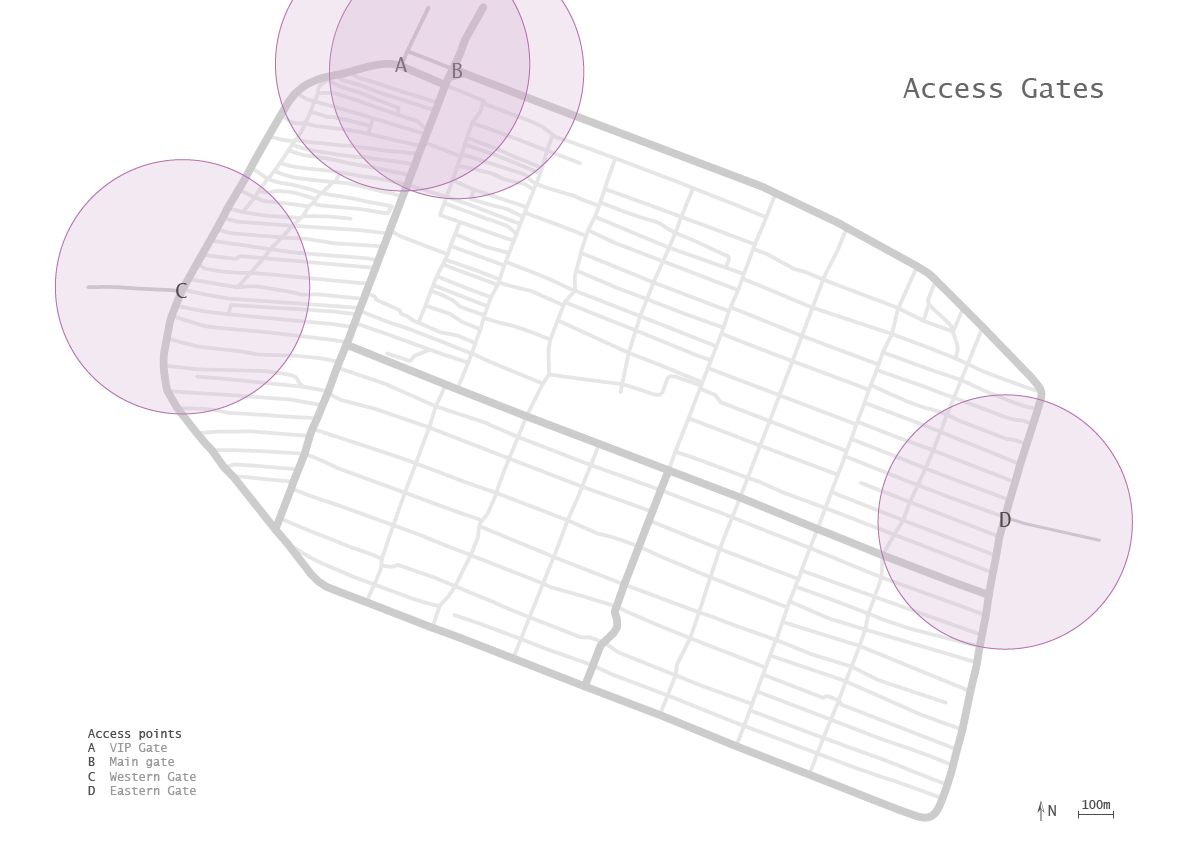 A
B
Access Gates
C
D
Access points
A VIP Gate
B Main gate
C Western Gate
D Eastern Gate
N 100m